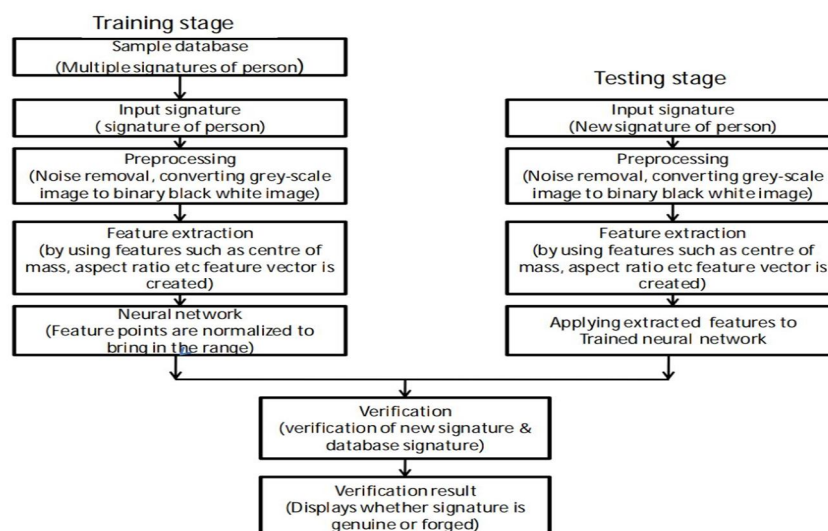 Training stage
Sample database
(Multiple signatures of person)
Input signature
( signature of person)
Preprocessing
(Noise removal, converting grey-scale
image to binary black white image)
Feature extraction
(by using features such as centre of
mass, aspect ratio etc feature vector is
created)
Neural network
(Feature points are normalized to
bring in the range)
Testing stage
Input signature
(New signature of person)
Preprocessing
(Noise removal, converting grey-scale
image to binary black white image)
Feature extraction
(by using features such as centre of
mass, aspect ratio etc feature vector is
created)
Applying extracted features to
Trained neural network
Verification
(verification of new signature &
database signature)
Verification result
(Displays whether signature is
genuine or forged)